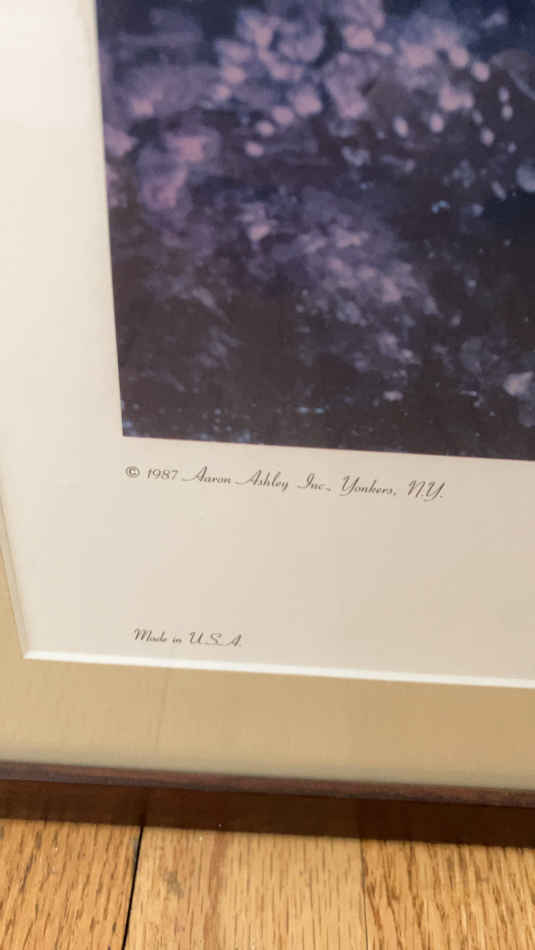 © 1987 Aaron Ashley Inc., Yonkers, N.Y.
Made in U.S.A.